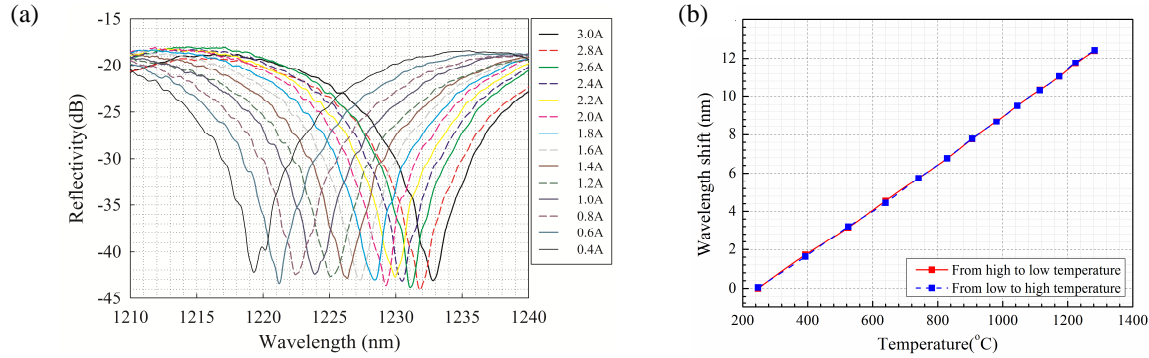 (a)
-15
-20
-25
-30
-35
-40
-45
Reflectivity(dB)
1210 1215 1220 1225 1230 1235 1240
Wavelength (nm)
3.0A
2.8A
2.6A
2.4A
2.2A
2.0A
1.8A
1.6A
1.4A
1.2A
1.0A
0.8A
0.6A
0.4A
(b)
12
10
8
6
4
2
0
Wavelength shift (nm)
200 400 600 800 1000 1200 1400
Temperature(°C)
From high to low temperature
From low to high temperature